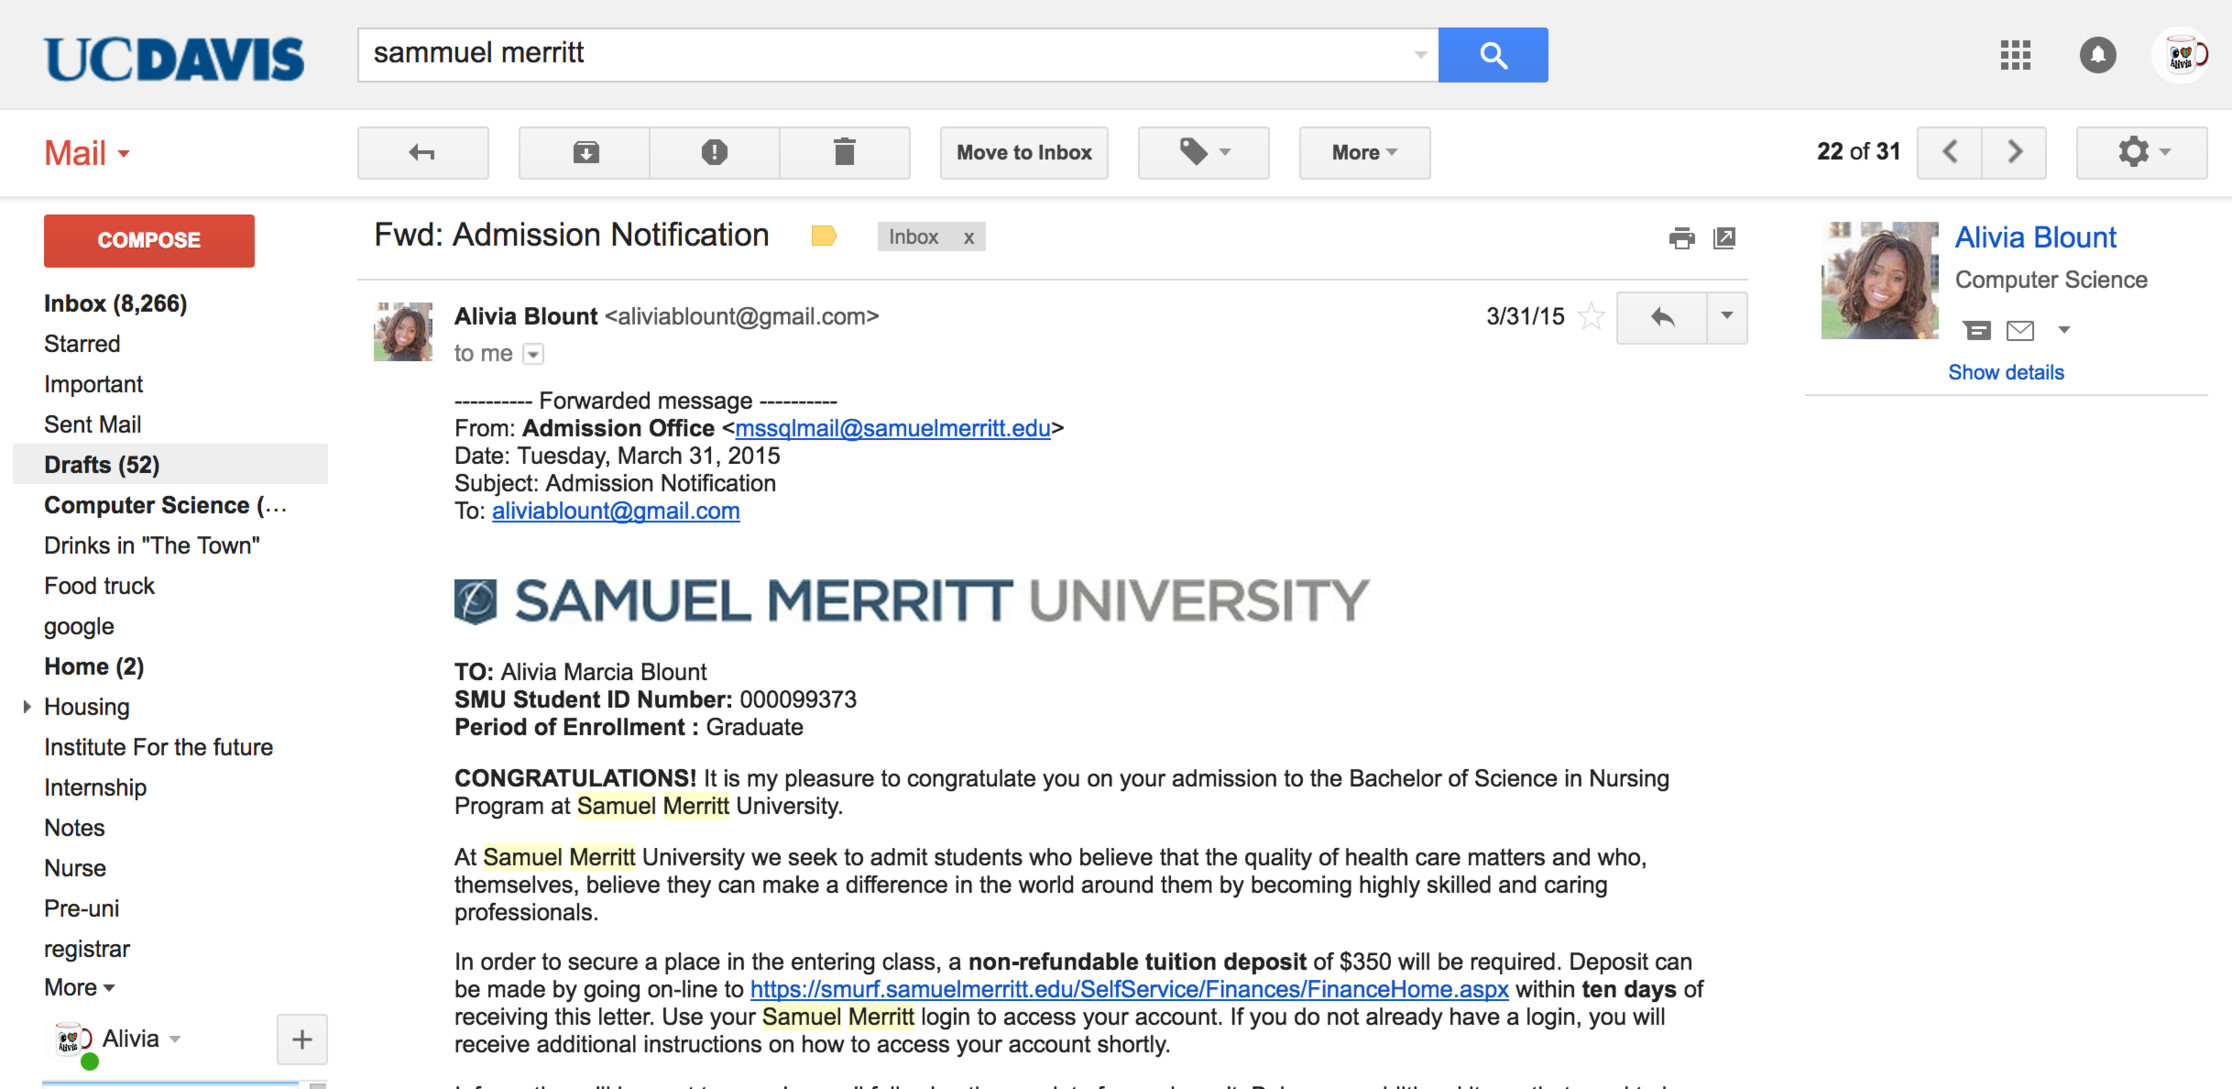 UCDAVIS
sammuel merritt
Mail
Move to Inbox
More
22 of 31
COMPOSE
Inbox (8,266)
Starred
Important
Sent Mail
Drafts (52)
Computer Science (...
Drinks in "The Town"
Food truck
google
Home (2)
Housing
Institute For the future
Internship
Notes
Nurse
Pre-uni
registrar
More
Alivia
Fwd: Admission Notification
Inbox x
Alivia Blount <aliviablount@gmail.com>
3/31/15
to me
---------- Forwarded message ----------
From: Admission Office <mssqlmail@samuelmerritt.edu>
Date: Tuesday, March 31, 2015
Subject: Admission Notification
To: aliviablount@gmail.com
SAMUEL MERRITT UNIVERSITY
TO: Alivia Marcia Blount
SMU Student ID Number: 000099373
Period of Enrollment : Graduate
CONGRATULATIONS! It is my pleasure to congratulate you on your admission to the Bachelor of Science in Nursing
Program at Samuel Merritt University.
At Samuel Merritt University we seek to admit students who believe that the quality of health care matters and who,
themselves, believe they can make a difference in the world around them by becoming highly skilled and caring
professionals.
In order to secure a place in the entering class, a non-refundable tuition deposit of $350 will be required. Deposit can
be made by going on-line to https://smurf.samuelmerritt.edu/SelfService/Finances/FinanceHome.aspx within ten days of
receiving this letter. Use your Samuel Merritt login to access your account. If you do not already have a login, you will
receive additional instructions on how to access your account shortly.
Alivia Blount
Computer Science
Show details